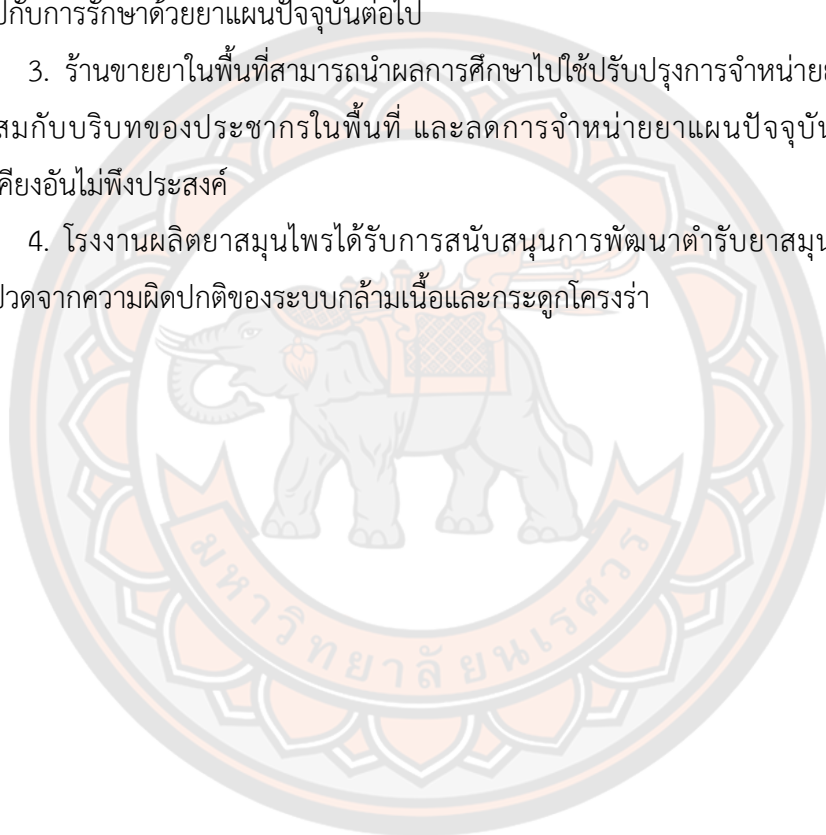 ปกับการรักษาด้วยยาแผนปัจจุบันต่อไป
3. ร้านขายยาในพื้นที่สามารถนำผลการศึกษาไปใช้ปรับปรุงการจำหน่ายย
สมกับบริบทของประชากรในพื้นที่ และลดการจำหน่ายยาแผนปัจจุบัน
เคียงอันไม่พึงประสงค์
4. โรงงานผลิตยาสมุนไพรได้รับการสนับสนุนการพัฒนาตำรับยาสมุน
ปวดจากความผิดปกติของระบบกล้ามเนื้อและกระดูกโครงร่า
มหาวิทยาลัยนเรศวร